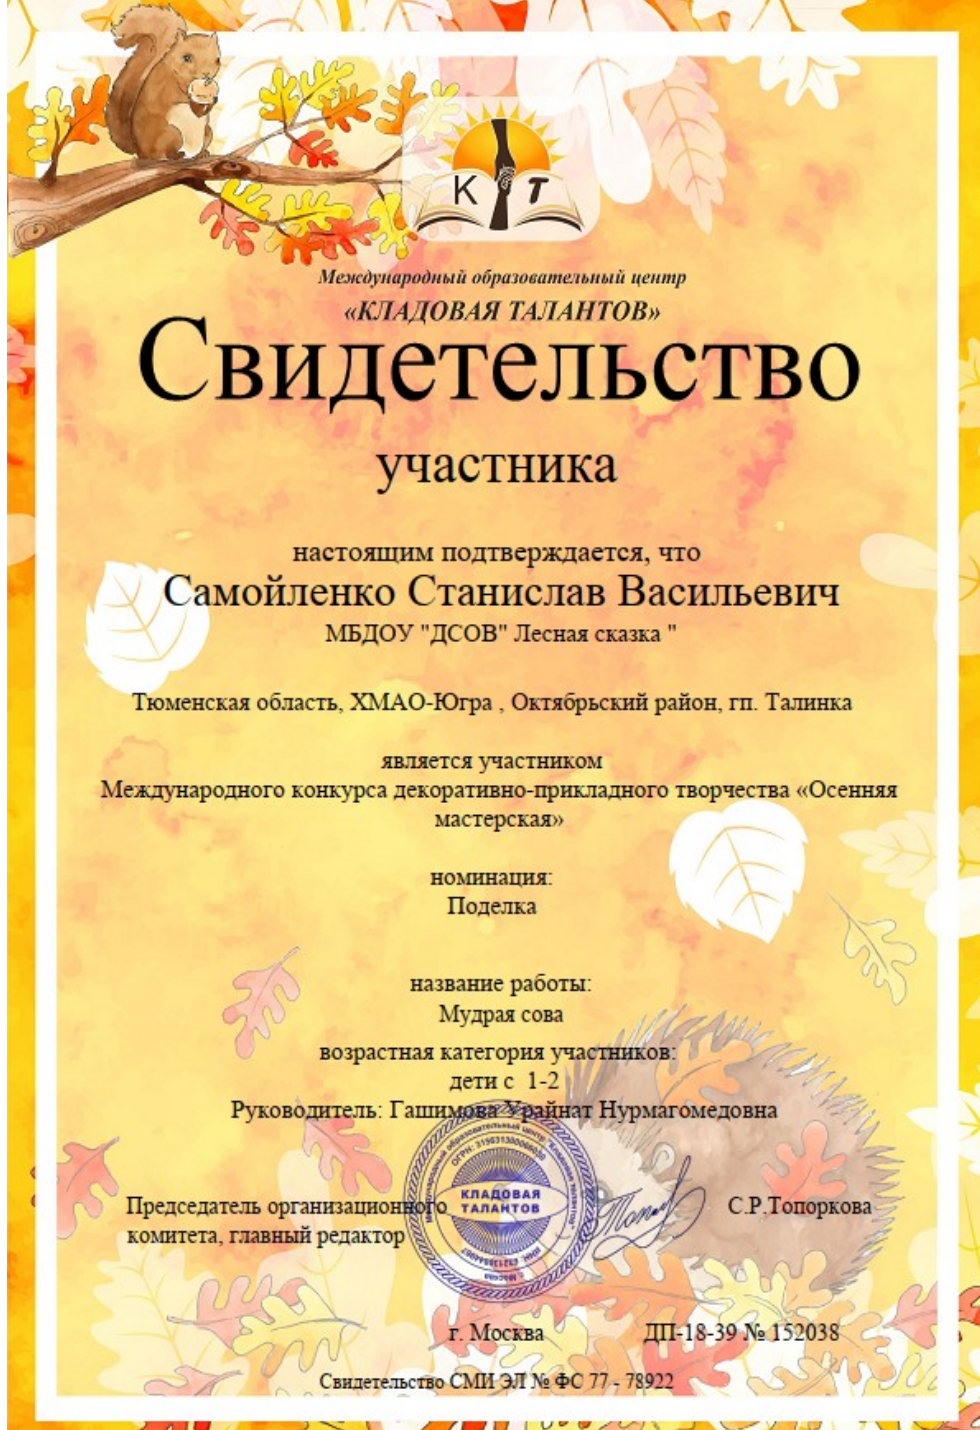 К Т
Международный образовательный центр
«КЛАДОВАЯ ТАЛАНТОВ»
Свидетельство
участника
настоящим подтверждается, что
Самойленко Станислав Васильевич
МБДОУ "ДСОВ" Лесная сказка "
Тюменская область, ХМАО-Югра , Октябрьский район, гп. Талинка
является участником
Международного конкурса декоративно-прикладного творчества «Осенняя
мастерская»
номинация:
Поделка
название работы:
Мудрая сова
возрастная категория участников:
дети с 1-2
Руководитель: Гашимова Урайнат Нурмагомедовна
КЛАДОВАЯ
ТАЛАНТОВ
г. Москва
Председатель организационного
комитета, главный редактор
С.Р.Топоркова
г. Москва
ДП-18-39 № 152038
Свидетельство СМИ ЭЛ № ФС 77 - 78922